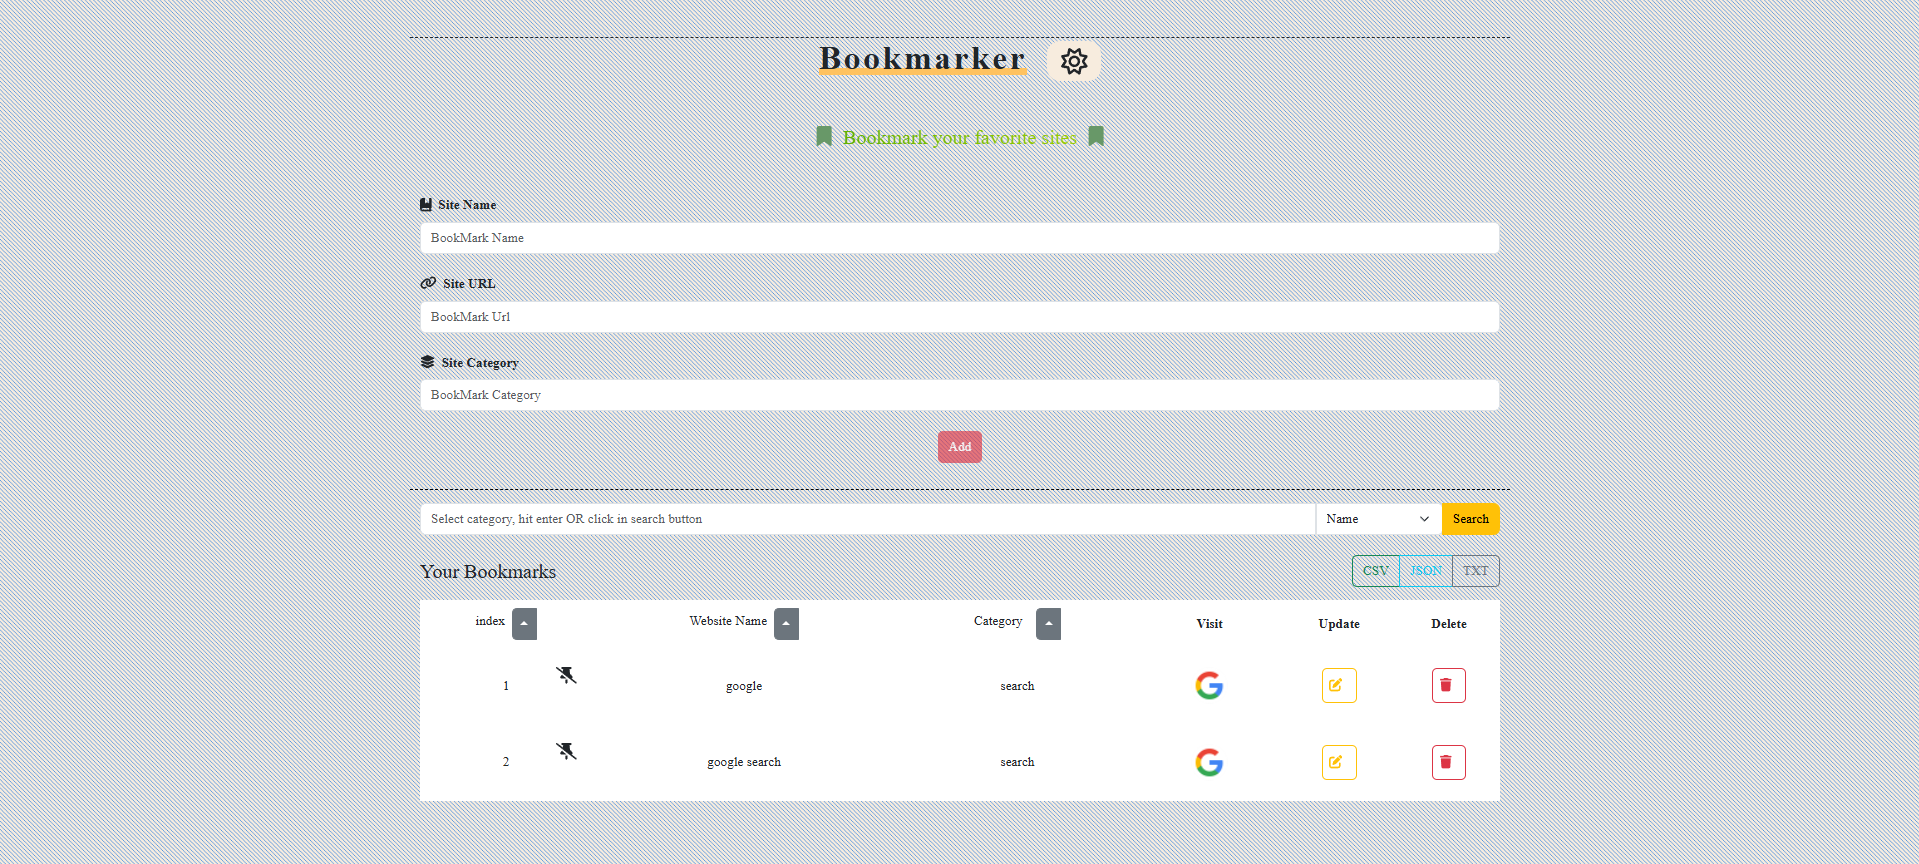 Bookmarker
Bookmark your favorite sites
Site Name
BookMark Name
Site URL
BookMark Url
Site Category
BookMark Category
Add
Select category, hit enter OR click in search button Name Search
Your Bookmarks CSV JSON TXT
index Website Name Category Visit Update Delete
1 google search
2 google search search